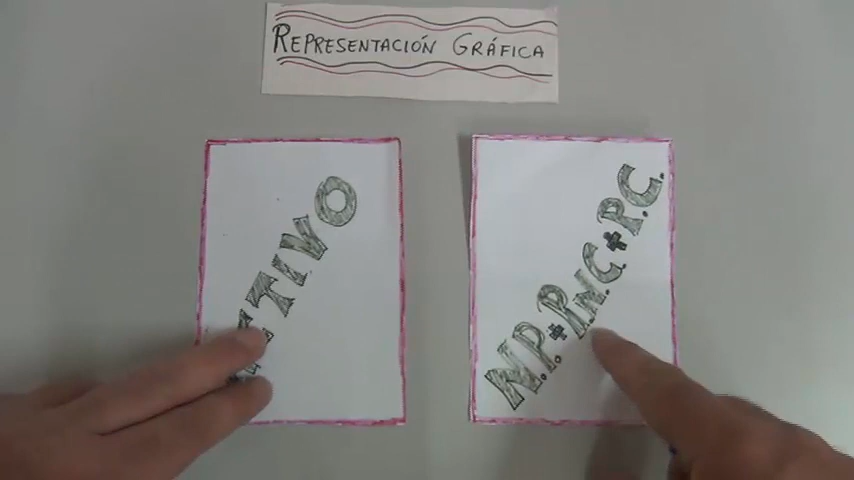 REPRESENTACIÓN GRÁFICA
TIVO
N.P.+P.N.C.+P.C.